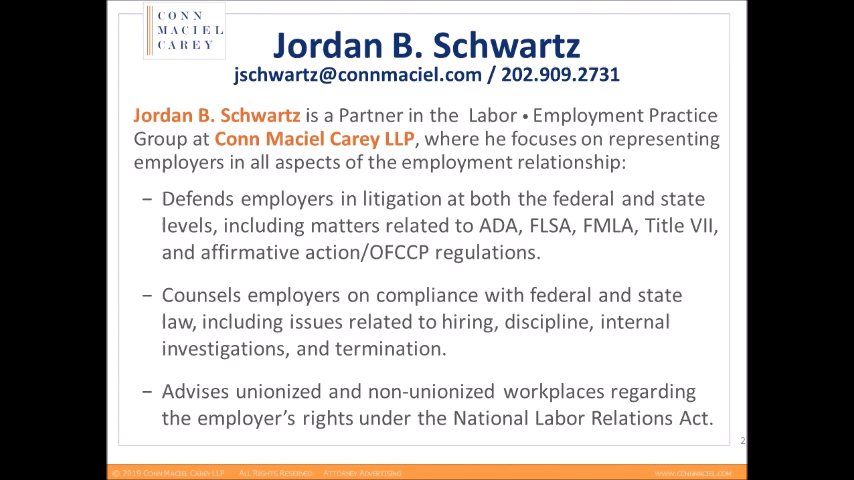 CONN
MACIEL
CAREY
Jordan B. Schwartz
jschwartz@connmaciel.com / 202.909.2731
Jordan B. Schwartz is a Partner in the Labor • Employment Practice
Group at Conn Maciel Carey LLP, where he focuses on representing
employers in all aspects of the employment relationship:
– Defends employers in litigation at both the federal and state
levels, including matters related to ADA, FLSA, FMLA, Title VII,
and affirmative action/OFCCP regulations.
– Counsels employers on compliance with federal and state
law, including issues related to hiring, discipline, internal
investigations, and termination.
– Advises unionized and non-unionized workplaces regarding
the employer's rights under the National Labor Relations Act.
2
© 2019 CONN MACIEL CAREY LLP ALL RIGHTS RESERVED ATTORNEY ADVERTISING WWW.CONNMACIEL.COM